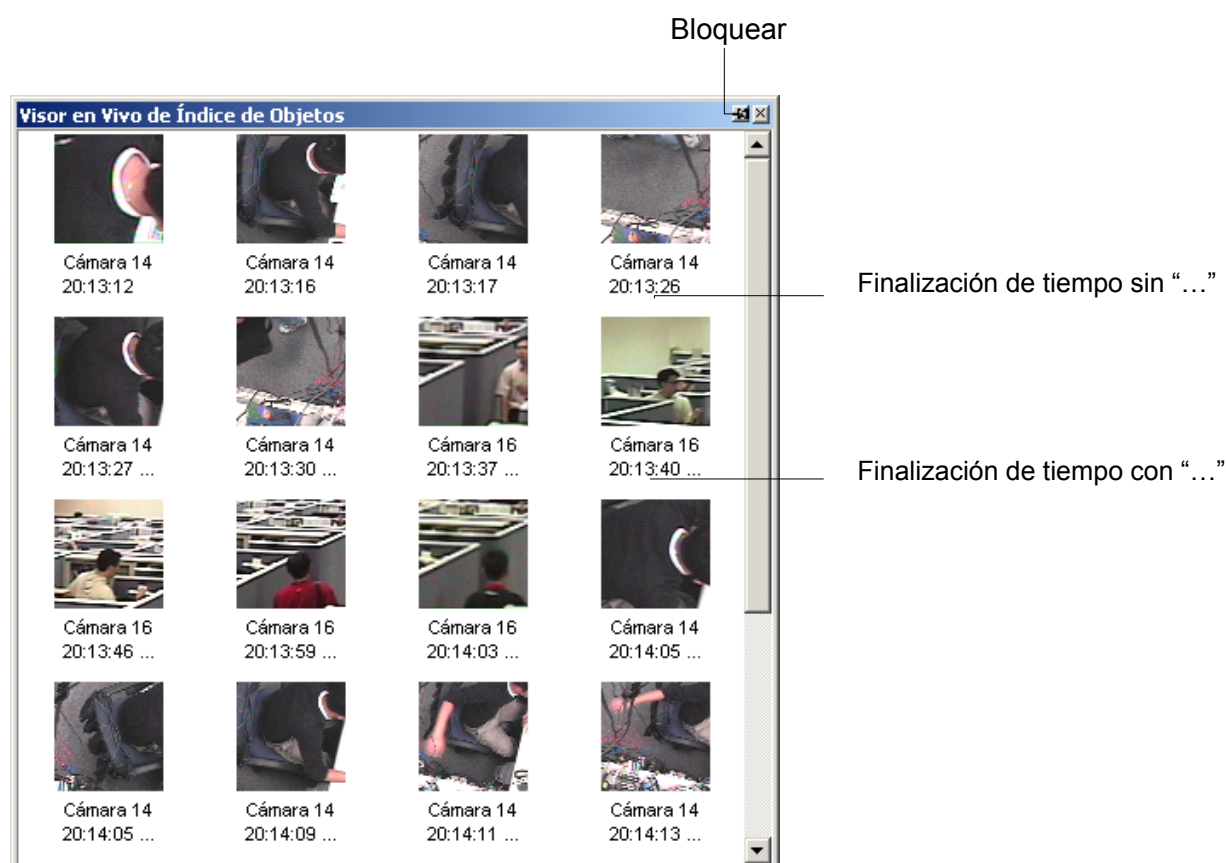 Bloquear
Visor en Vivo de Índice de Objetos
Cámara 14
20:13:12
Cámara 14
20:13:16
Cámara 14
20:13:17
Cámara 14
20:13:26
Finalización de tiempo sin “…”
Cámara 14
20:13:27 ...
Cámara 14
20:13:30 ...
Cámara 16
20:13:37 ...
Cámara 16
20:13:40 ...
Finalización de tiempo con “…”
Cámara 16
20:13:46 ...
Cámara 16
20:13:59 ...
Cámara 16
20:14:03 ...
Cámara 14
20:14:05 ...
Cámara 14
20:14:05 ...
Cámara 14
20:14:09 ...
Cámara 14
20:14:11 ...
Cámara 14
20:14:13 ...